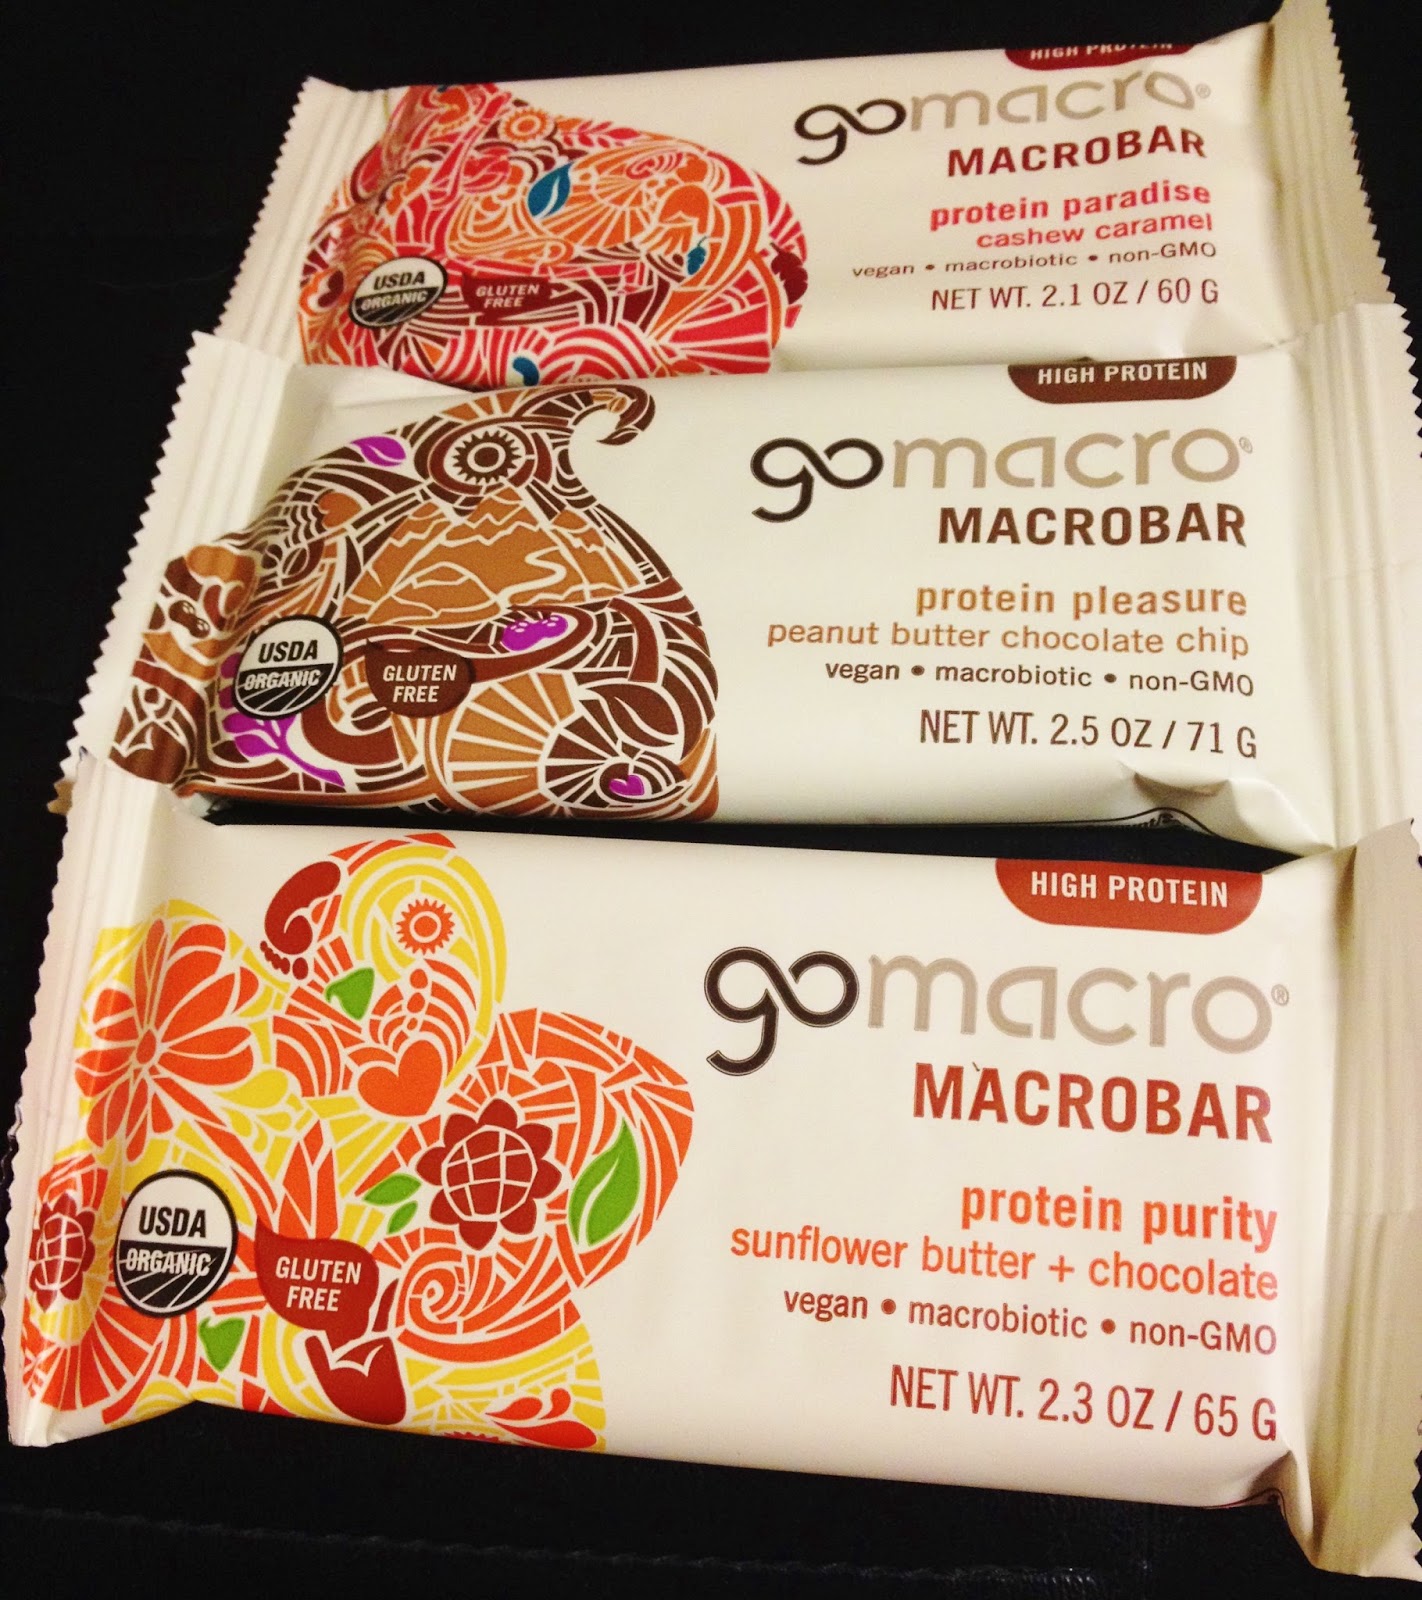 HIGH PROTEIN
gomacro®
MACROBAR
protein paradise
cashew caramel
vegan • macrobiotic • non-GMO
NET WT. 2.1 OZ / 60 G
USDA
ORGANIC
GLUTEN
FREE
HIGH PROTEIN
gomacro®
MACROBAR
protein pleasure
peanut butter chocolate chip
vegan • macrobiotic • non-GMO
NET WT. 2.5 OZ / 71 G
USDA
ORGANIC
GLUTEN
FREE
HIGH PROTEIN
gomacro®
MACROBAR
protein purity
sunflower butter + chocolate
vegan • macrobiotic • non-GMO
NET WT. 2.3 OZ / 65 G
USDA
ORGANIC
GLUTEN
FREE